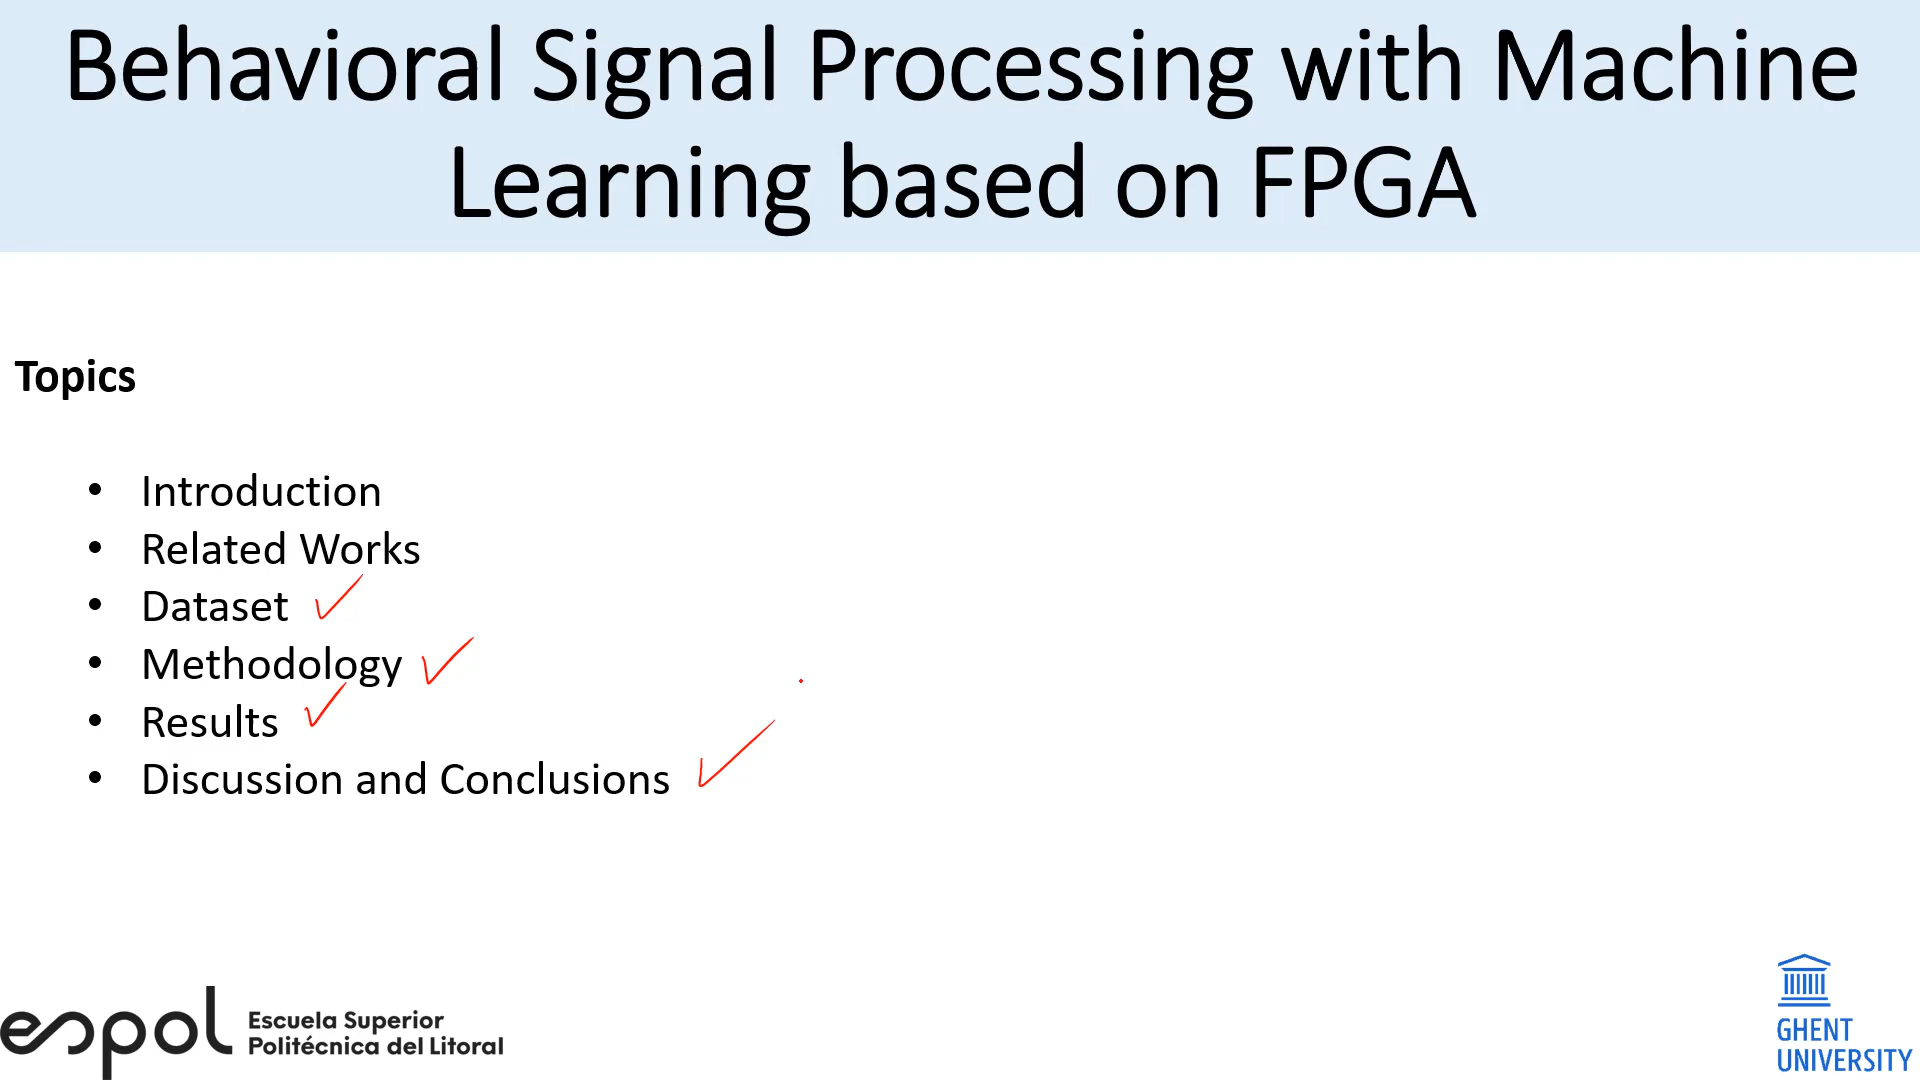 Behavioral Signal Processing with Machine
Learning based on FPGA
Topics
• Introduction
• Related Works
• Dataset
• Methodology
• Results
• Discussion and Conclusions
espol
Escuela Superior
Politécnica del Litoral
GHENT
UNIVERSITY